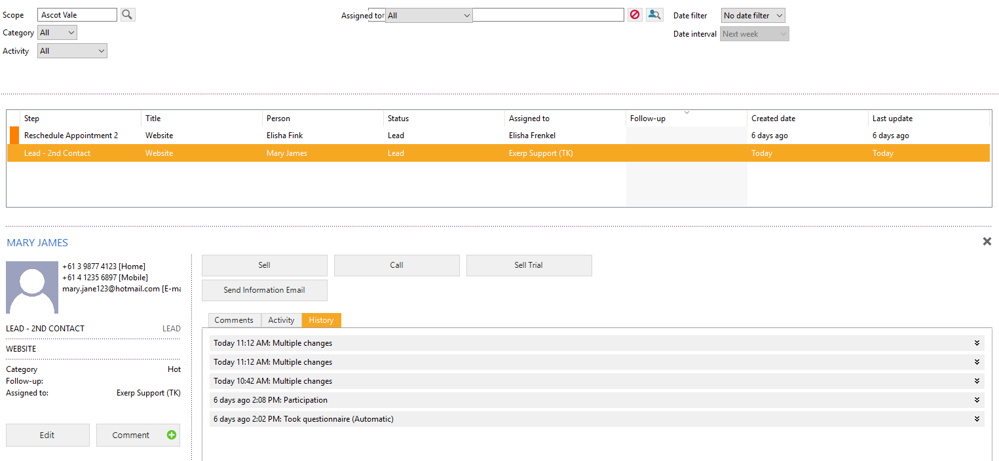 Scope Ascot Vale Assigned to All Date filter No date filter
Category All Date interval Next week
Activity All
Step Title Person Status Assigned to Follow-up Created date Last update
Reschedule Appointment 2 Website Elisha Fink Lead Elisha Frenkel 6 days ago 6 days ago
Lead - 2nd Contact Website Mary James Lead Exerp Support (TK) Today Today
MARY JAMES
+61 3 9877 4123 [Home]
+61 4 1235 6897 [Mobile]
mary.jane123@hotmail.com [E-ma
LEAD - 2ND CONTACT LEAD
WEBSITE
Category Hot
Follow-up:
Assigned to: Exerp Support (TK)
Edit Comment
Sell Call Sell Trial
Send Information Email
Comments Activity History
Today 11:12 AM: Multiple changes
Today 11:12 AM: Multiple changes
Today 10:42 AM: Multiple changes
6 days ago 2:08 PM: Participation
6 days ago 2:02 PM: Took questionnaire (Automatic)